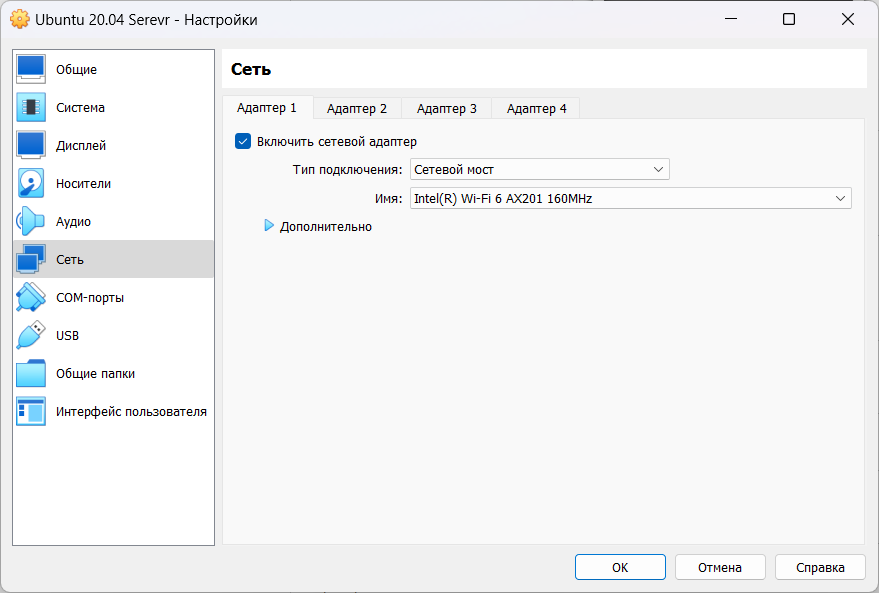 Ubuntu 20.04 Serevr - Настройки
Общие
Система
Дисплей
Носители
Аудио
Сеть
COM-порты
USB
Общие папки
Интерфейс пользователя
Сеть
Адаптер 1 Адаптер 2 Адаптер 3 Адаптер 4
Включить сетевой адаптер
Тип подключения: Сетевой мост
Имя: Intel(R) Wi-Fi 6 AX201 160MHz
Дополнительно
ОК Отмена Справка